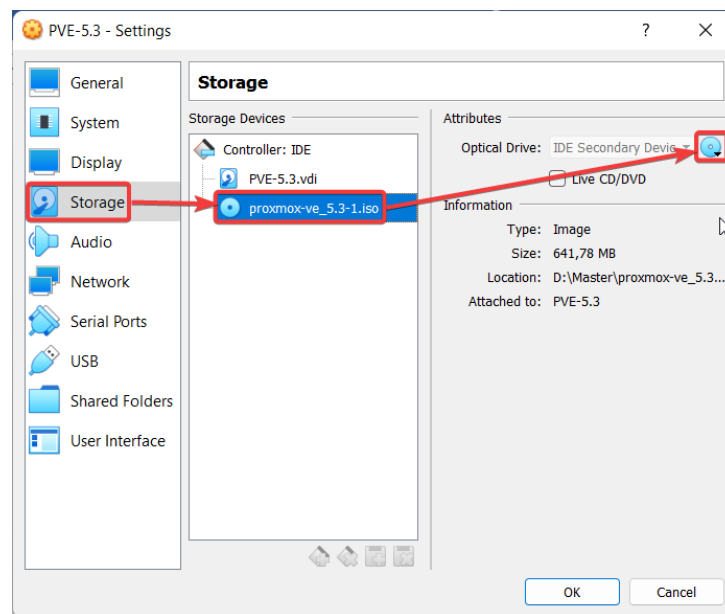 PVE-5.3 - Settings
?
General
System
Display
Storage
Audio
Network
Serial Ports
USB
Shared Folders
User Interface
Storage
Storage Devices
Controller: IDE
PVE-5.3.vdi
proxmox-ve_5.3-1.iso
Attributes
Optical Drive: IDE Secondary Devic
Live CD/DVD
Information
Type: Image
Size: 641,78 MB
Location: D:\Master\proxmox-ve_5.3...
Attached to: PVE-5.3
OK Cancel